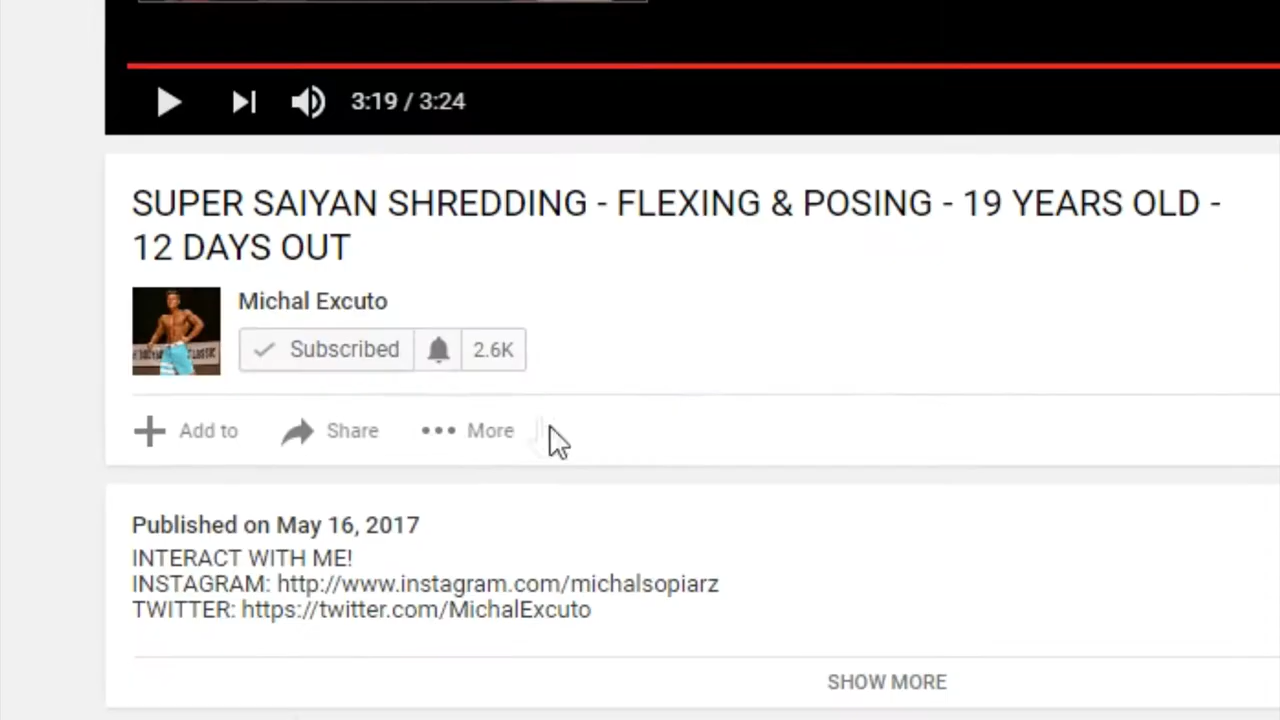 3:19 / 3:24
SUPER SAIYAN SHREDDING - FLEXING & POSING - 19 YEARS OLD -
12 DAYS OUT
Michal Excuto
Subscribed 2.6K
Add to Share More
Published on May 16, 2017
INTERACT WITH ME!
INSTAGRAM: http://www.instagram.com/michalsopiarz
TWITTER: https://twitter.com/MichalExcuto
SHOW MORE